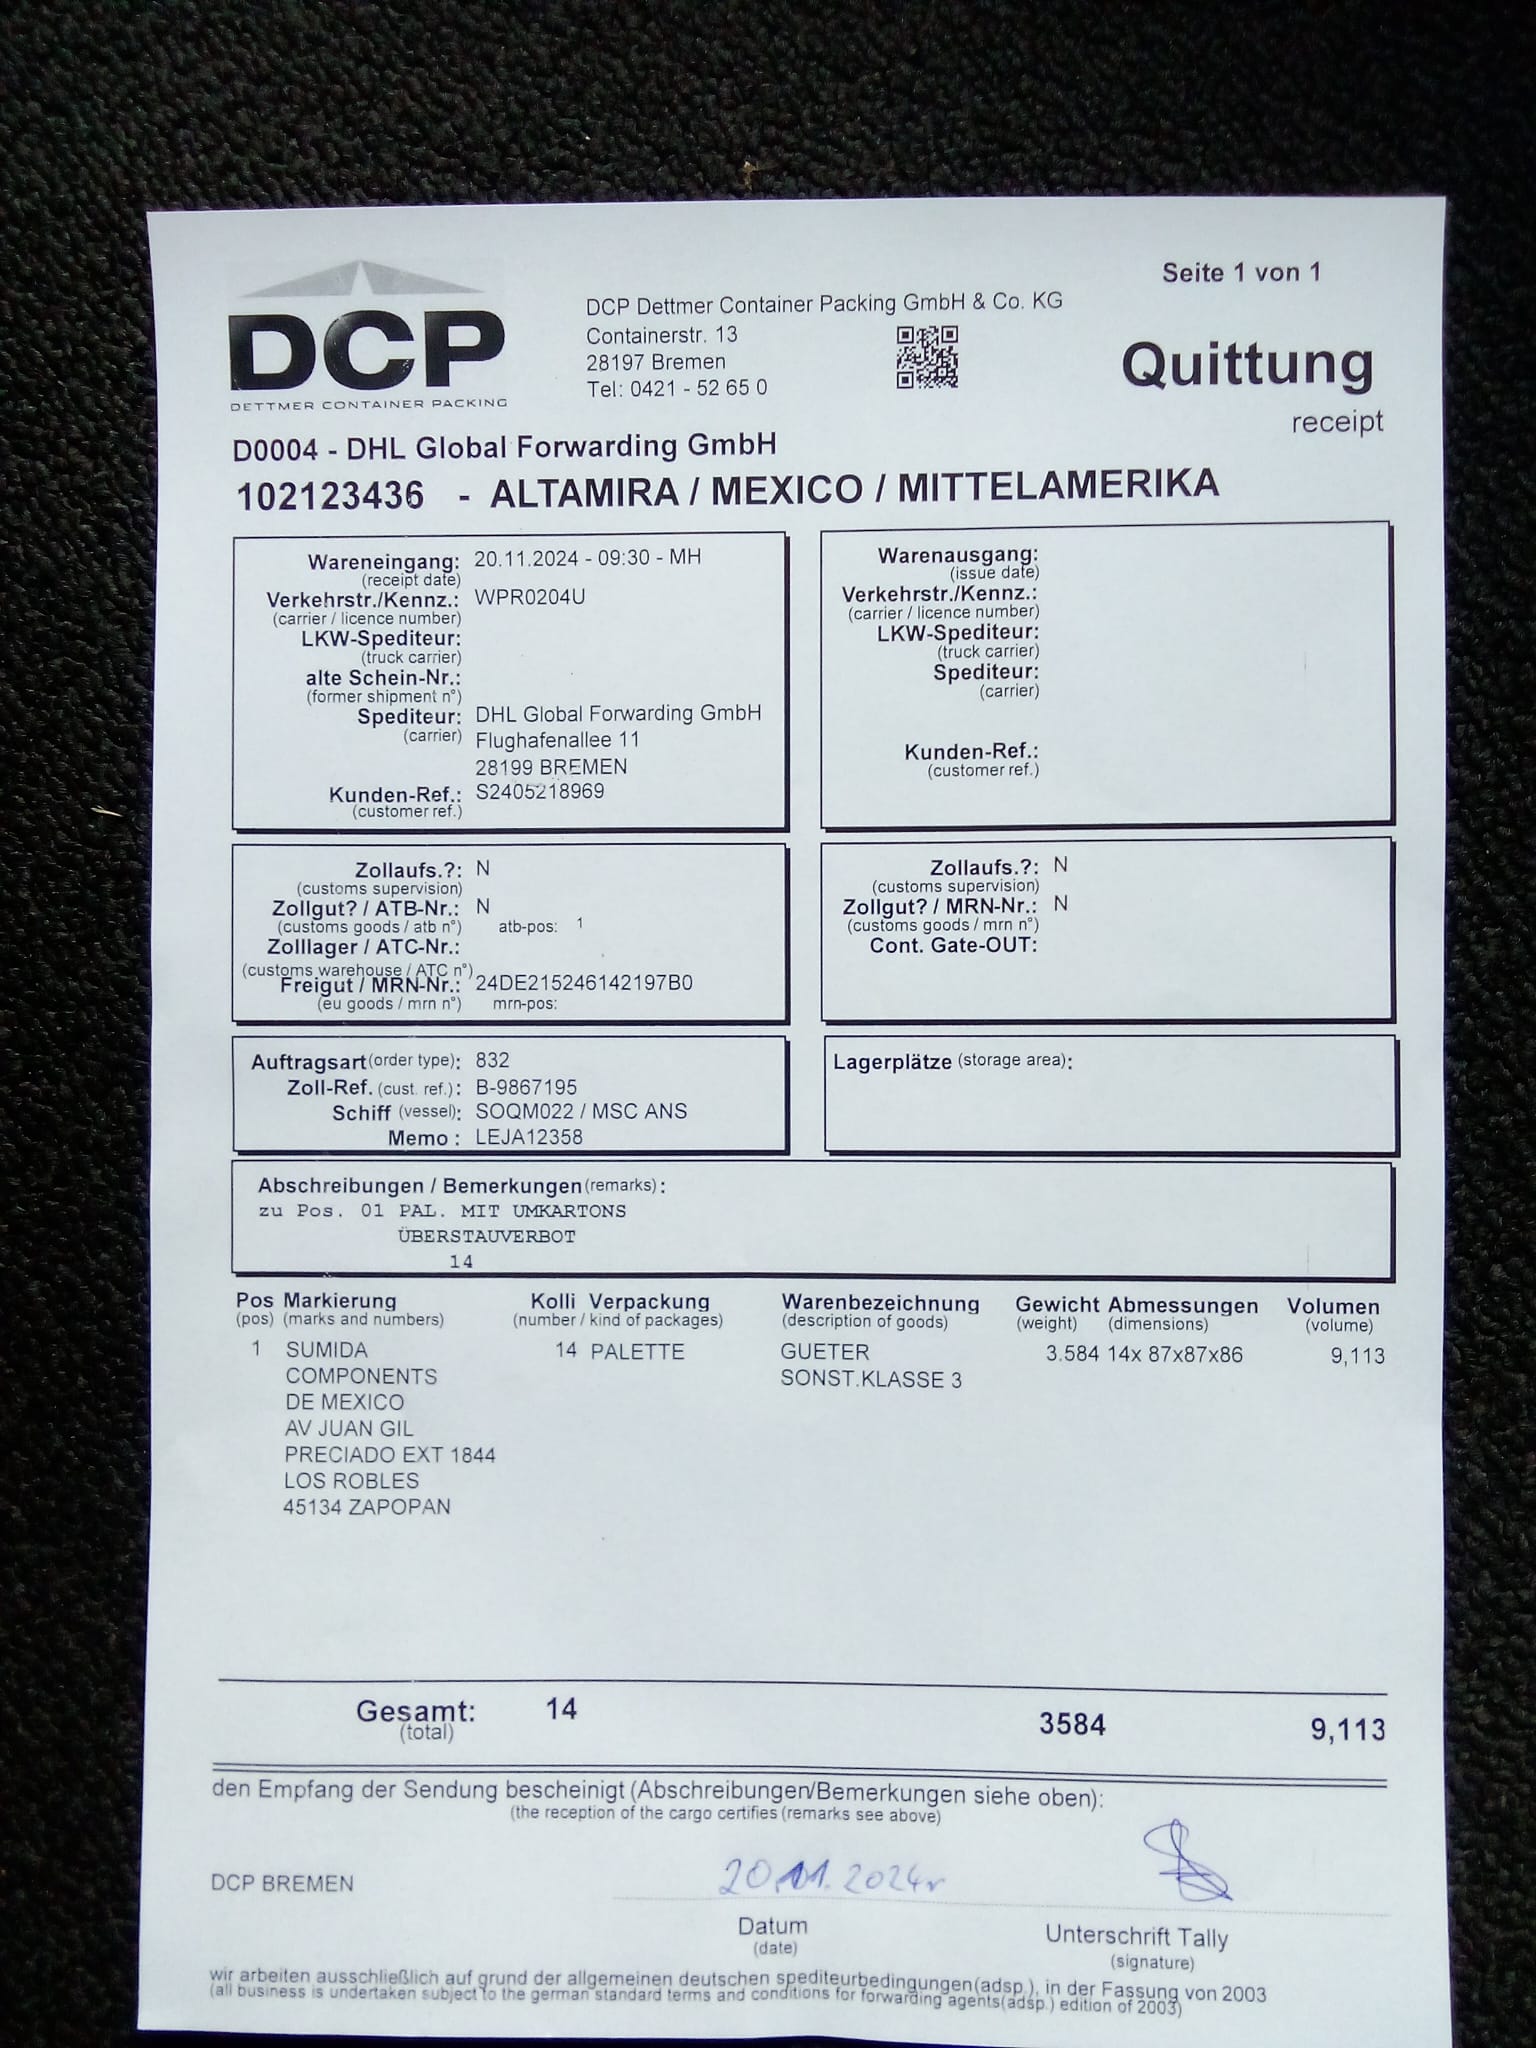 Seite 1 von 1
DCP
DETTMER CONTAINER PACKING
DCP Dettmer Container Packing GmbH & Co. KG
Containerstr. 13
28197 Bremen
Tel: 0421 - 52 65 0
Quittung
receipt
D0004 - DHL Global Forwarding GmbH
102123436 - ALTAMIRA / MEXICO / MITTELAMERIKA
Wareneingang: 20.11.2024 - 09:30 - MH
(receipt date)
Verkehrstr./Kennz.: WPR0204U
(carrier / licence number)
LKW-Spediteur:
(truck carrier)
alte Schein-Nr.:
(former shipment n°)
Spediteur: DHL Global Forwarding GmbH
(carrier) Flughafenallee 11
28199 BREMEN
Kunden-Ref.: S2405218969
(customer ref.)
Warenausgang:
(issue date)
Verkehrstr./Kennz.:
(carrier / licence number)
LKW-Spediteur:
(truck carrier)
Spediteur:
(carrier)
Kunden-Ref.:
(customer ref.)
Zollaufs.?: N
(customs supervision)
Zollgut? / ATB-Nr.: N
(customs goods / atb n°) atb-pos: 1
Zolllager / ATC-Nr.:
(customs warehouse / ATC n°)
Freigut / MRN-Nr.: 24DE215246142197B0
(eu goods / mrn n°) mrn-pos:
Zollaufs.?: N
(customs supervision)
Zollgut? / MRN-Nr.: N
(customs goods / mrn n°)
Cont. Gate-OUT:
Auftragsart (order type): 832
Zoll-Ref. (cust. ref.): B-9867195
Schiff (vessel): SOQM022 / MSC ANS
Memo : LEJA12358
Lagerplätze (storage area):
Abschreibungen / Bemerkungen (remarks):
zu Pos. 01 PAL. MIT UMKARTONS
ÜBERSTAUVERBOT
14
Pos Markierung Kolli Verpackung Warenbezeichnung Gewicht Abmessungen Volumen
(pos) (marks and numbers) (number / kind of packages) (description of goods) (weight) (dimensions) (volume)
1 SUMIDA 14 PALETTE GUETER 3.584 14x 87x87x86 9,113
COMPONENTS SONST.KLASSE 3
DE MEXICO
AV JUAN GIL
PRECIADO EXT 1844
LOS ROBLES
45134 ZAPOPAN
Gesamt: 14 3584 9,113
(total)
den Empfang der Sendung bescheinigt (Abschreibungen/Bemerkungen siehe oben):
(the reception of the cargo certifies (remarks see above)
DCP BREMEN 20.11.2024r
Datum Unterschrift Tally
(date) (signature)
wir arbeiten ausschließlich auf grund der allgemeinen deutschen spediteurbedingungen(adsp.), in der Fassung von 2003
(all business is undertaken subject to the german standard terms and conditions for forwarding agents(adsp.) edition of 2003)